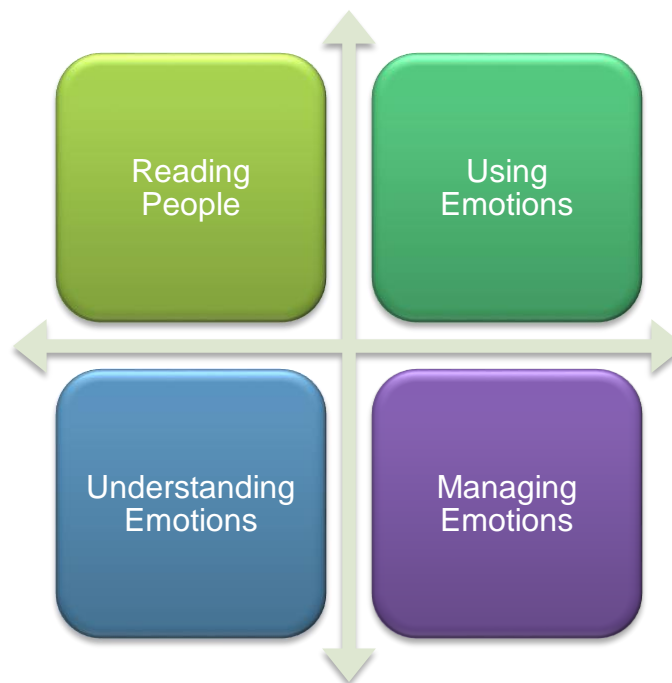 Reading
People
Using
Emotions
Understanding
Emotions
Managing
Emotions